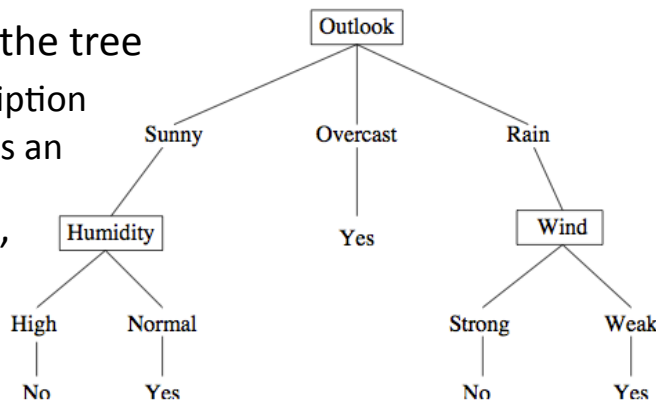 the tree
iption
s an
,
Outlook
Sunny Overcast Rain
Humidity Yes Wind
High Normal Strong Weak
No Yes No Yes